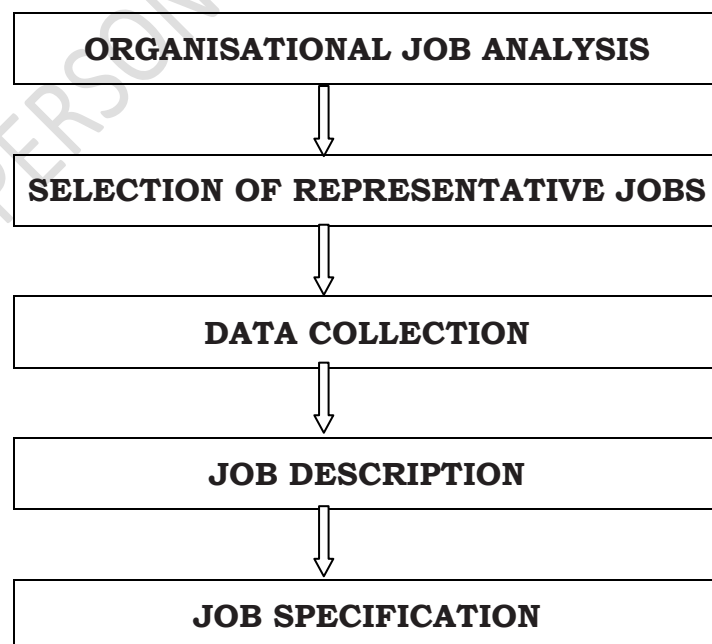 ORGANISATIONAL JOB ANALYSIS
SELECTION OF REPRESENTATIVE JOBS
DATA COLLECTION
JOB DESCRIPTION
JOB SPECIFICATION